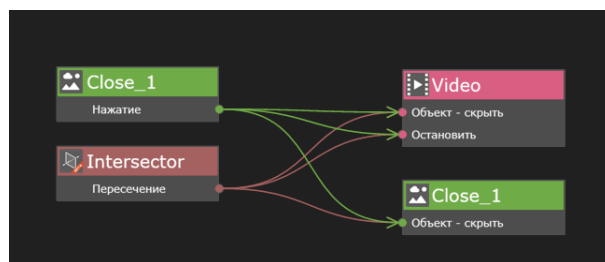 Close_1
Нажатие
Intersector
Пересечение
Video
Объект - скрыть
Остановить
Close_1
Объект - скрыть